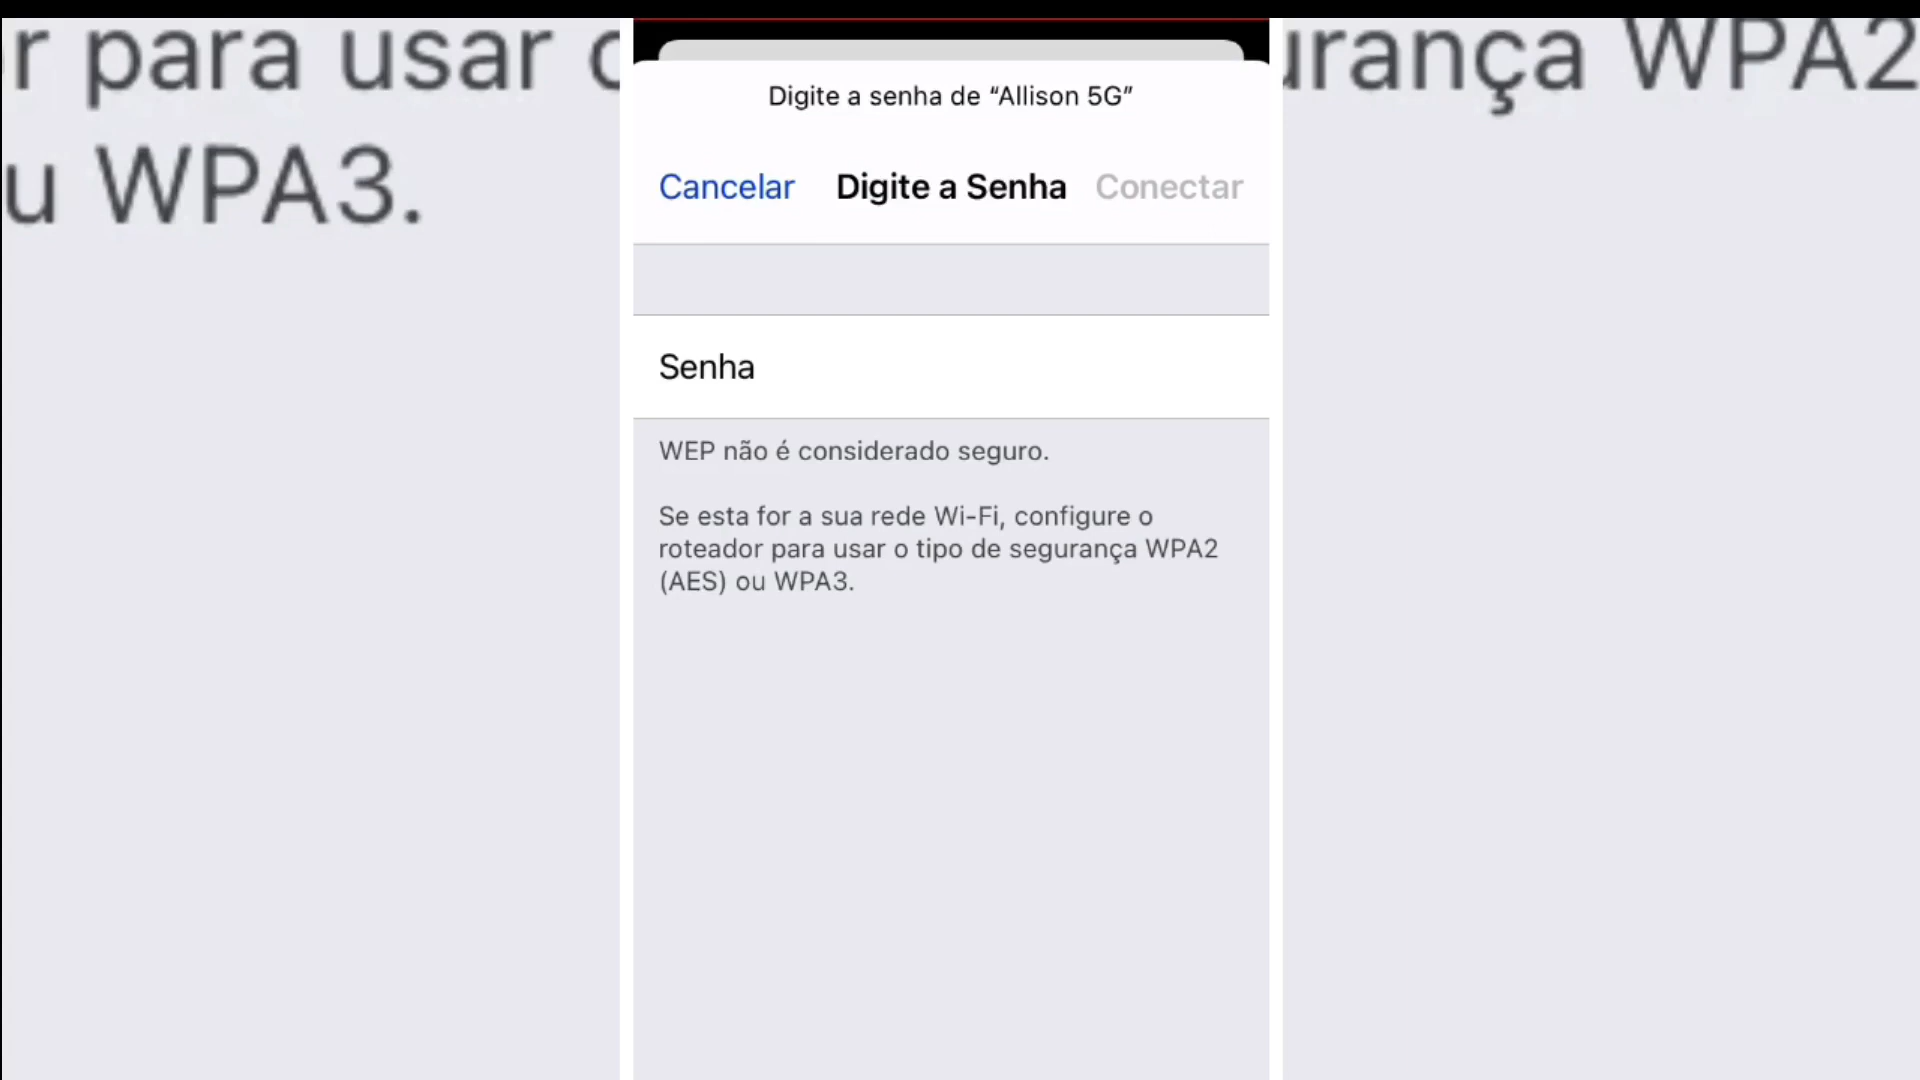 r para usar
u WPA3.
Digite a senha de “Allison 5G”
Cancelar Digite a Senha Conectar
Senha
WEP não é considerado seguro.
Se esta for a sua rede Wi-Fi, configure o
roteador para usar o tipo de segurança WPA2
(AES) ou WPA3.
urança WPA2